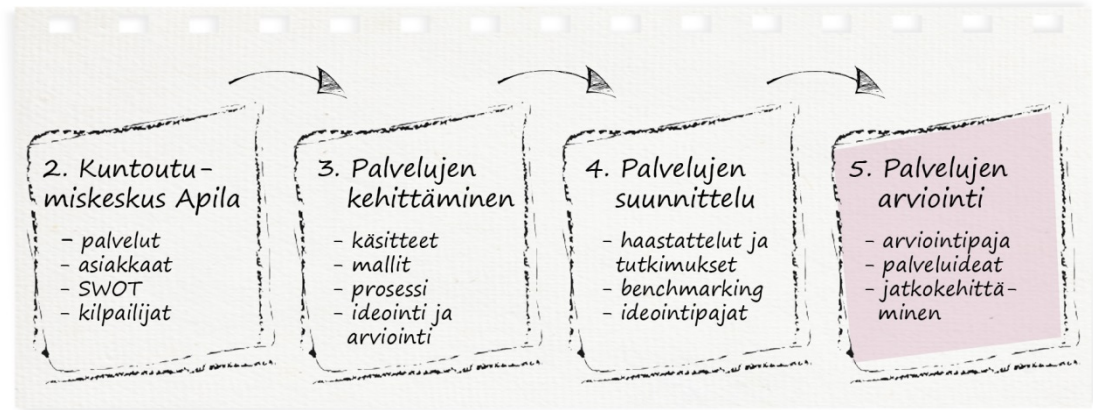 2. Kuntoutu-
miskeskus Apila
- palvelut
- asiakkaat
- SWOT
- kilpailijat
3. Palvelujen
kehittäminen
- käsitteet
- mallit
- prosessi
- ideointi ja
arviointi
4. Palvelujen
suunnittelu
- haastattelut ja
tutkimukset
- benchmarking
- ideointipajat
5. Palvelujen
arviointi
- arviointipaja
- palveluideat
- jatkokehittä-
minen